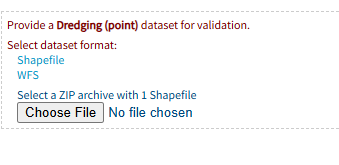 Provide a Dredging (point) dataset for validation.
Select dataset format:
Shapefile
WFS
Select a ZIP archive with 1 Shapefile
Choose File No file chosen